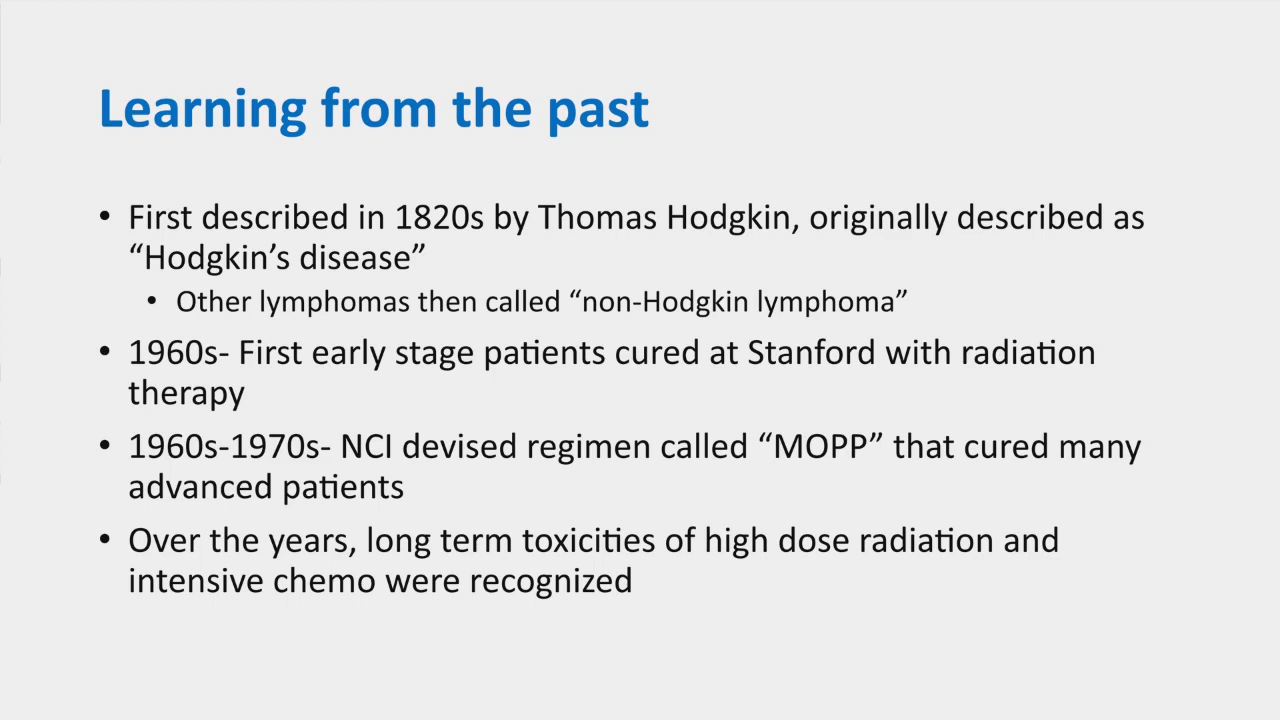 Learning from the past
• First described in 1820s by Thomas Hodgkin, originally described as
“Hodgkin’s disease”
• Other lymphomas then called “non-Hodgkin lymphoma”
• 1960s- First early stage patients cured at Stanford with radiation
therapy
• 1960s-1970s- NCI devised regimen called “MOPP” that cured many
advanced patients
• Over the years, long term toxicities of high dose radiation and
intensive chemo were recognized